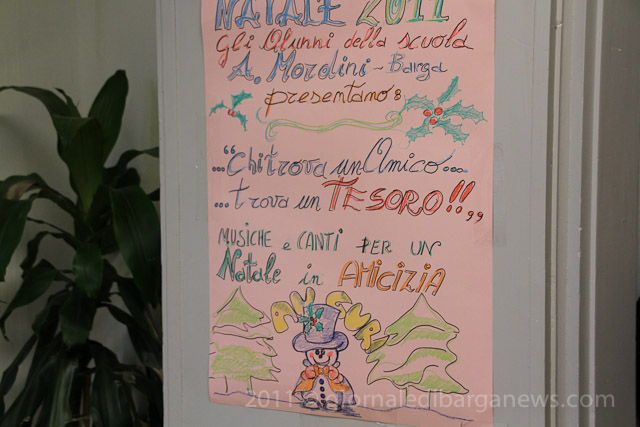 NATALE 2011
Gli Alunni della scuola
A. Mordini - Barga
presentano:
..."Chi trova un Amico...
...trova un TESORO!!,,
MUSICHE e CANTI PER UN
Natale in AMICIZIA
AUGURI
2011 © giornaledibarganews.com